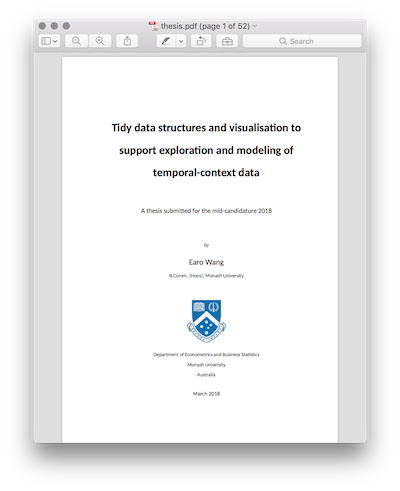 thesis.pdf (page 1 of 52)
Search
Tidy data structures and visualisation to
support exploration and modeling of
temporal-context data
A thesis submitted for the mid-candidature 2018
by
Earo Wang
B.Comm. (Hons), Monash University
Department of Econometrics and Business Statistics
Monash University
Australia
March 2018